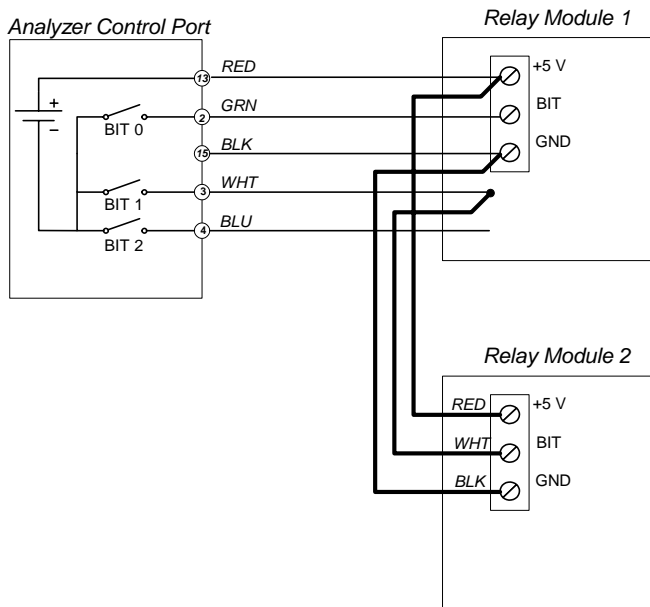 Analyzer Control Port
Relay Module 1
13
RED
+5 V
+
−
BIT 0
2
GRN
BIT
15
BLK
GND
BIT 1
3
WHT
BIT 2
4
BLU
Relay Module 2
RED
+5 V
WHT
BIT
BLK
GND